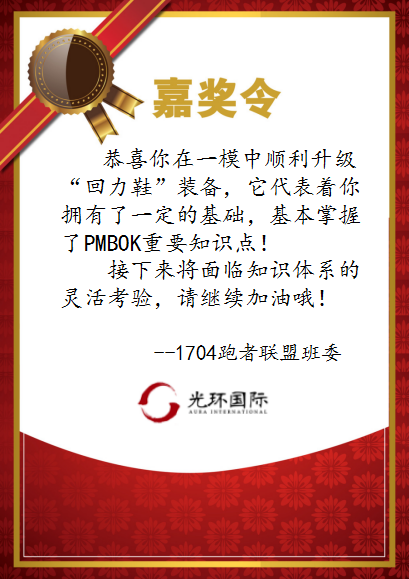 嘉奖令
恭喜你在一模中顺利升级
“回力鞋”装备，它代表着你
拥有了一定的基础，基本掌握
了PMBOK重要知识点！
接下来将面临知识体系的
灵活考验，请继续加油哦！
--1704跑者联盟班委
光环国际
AURA INTERNATIONAL